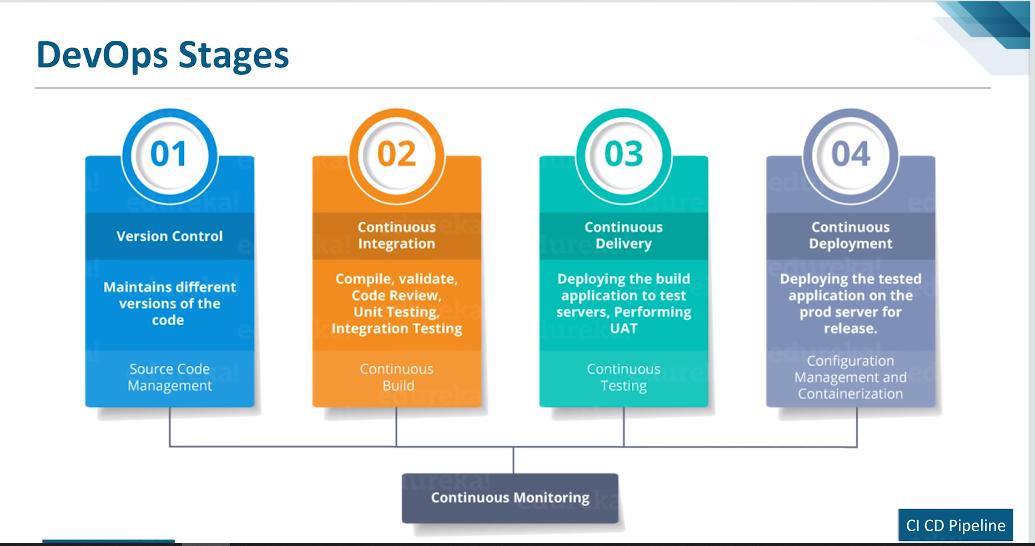 DevOps Stages
01
Version Control
Maintains different
versions of the
code
Source Code
Management
02
Continuous
Integration
Compile, validate,
Code Review,
Unit Testing,
Integration Testing
Continuous
Build
03
Continuous
Delivery
Deploying the build
application to test
servers, Performing
UAT
Continuous
Testing
04
Continuous
Deployment
Deploying the tested
application on the
prod server for
release.
Configuration
Management and
Containerization
Continuous Monitoring
CI CD Pipeline
edureka!